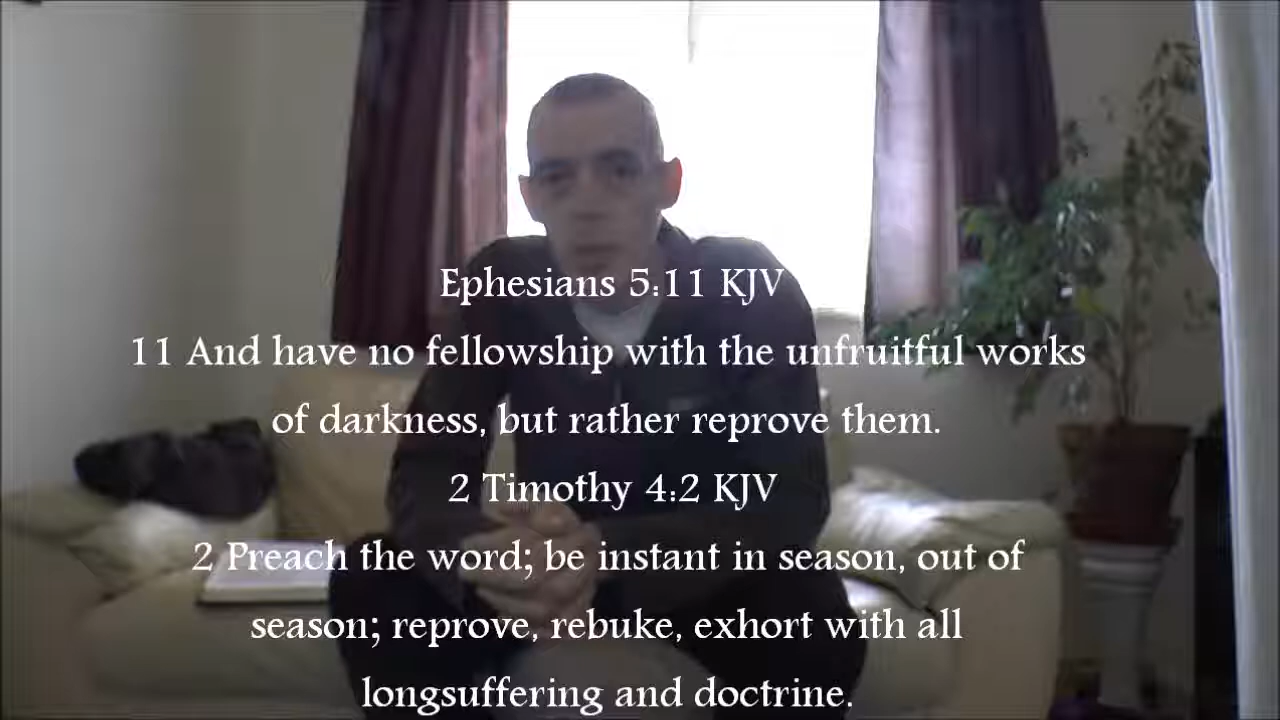 Ephesians 5:11 KJV
11 And have no fellowship with the unfruitful works
of darkness, but rather reprove them.
2 Timothy 4:2 KJV
2 Preach the word; be instant in season, out of
season; reprove, rebuke, exhort with all
longsuffering and doctrine.